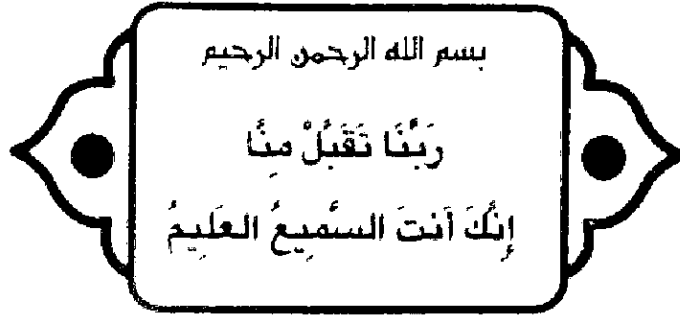 بسم الله الرحمن الرحيم
رَبَّنَا تَقَبَّلْ مِنَّا
إِنَّكَ أَنتَ السَّمِيعُ العَلِيمُ